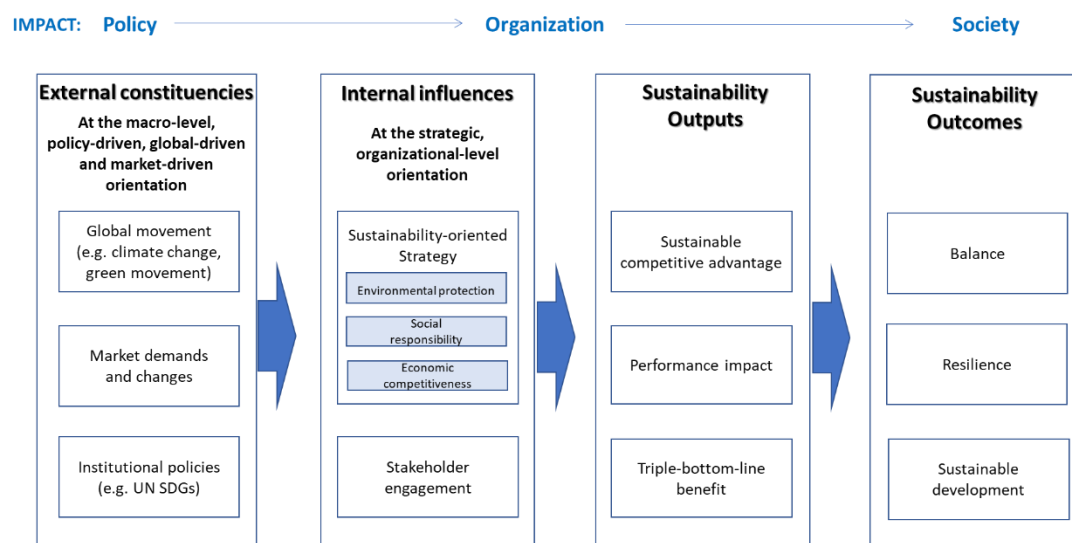 IMPACT: Policy Organization Society
External constituencies
At the macro-level,
policy-driven, global-driven
and market-driven
orientation
Global movement
(e.g. climate change,
green movement)
Market demands
and changes
Institutional policies
(e.g. UN SDGs)
Internal influences
At the strategic,
organizational-level
orientation
Sustainability-oriented
Strategy
Environmental protection
Social
responsibility
Economic
competitiveness
Stakeholder
engagement
Sustainability
Outputs
Sustainable
competitive advantage
Performance impact
Triple-bottom-line
benefit
Sustainability
Outcomes
Balance
Resilience
Sustainable
development